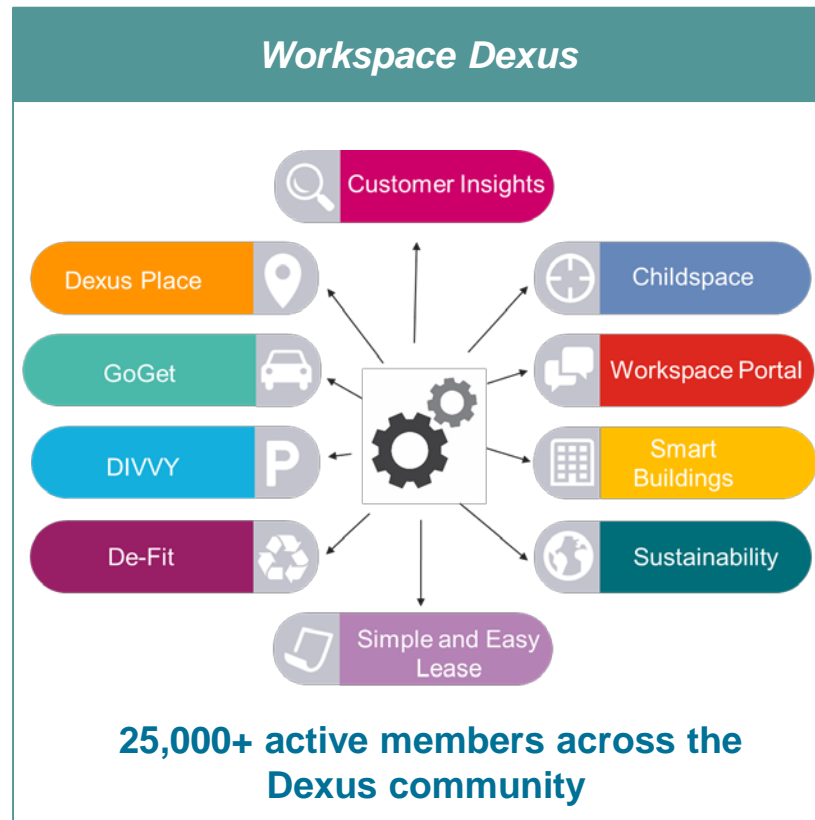 Workspace Dexus
Customer Insights
Dexus Place
Childspace
GoGet
Workspace Portal
DIVVY
P
Smart
Buildings
De-Fit
Sustainability
Simple and Easy
Lease
25,000+ active members across the
Dexus community